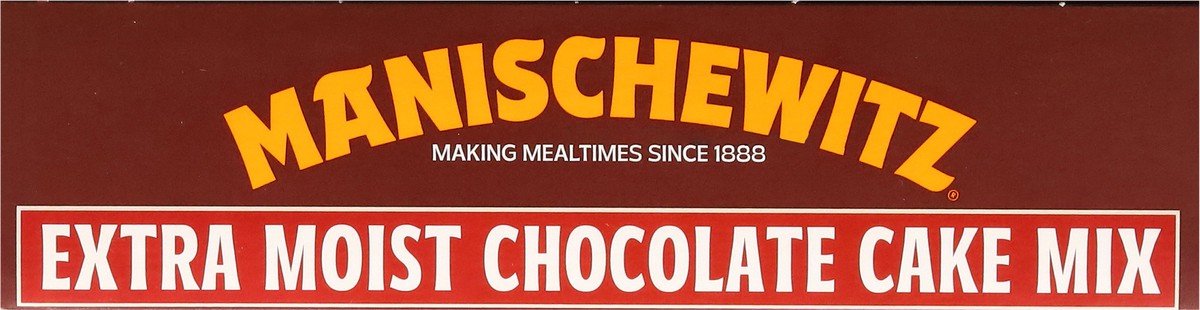 MANISCHEWITZ®
MAKING MEALTIMES SINCE 1888
EXTRA MOIST CHOCOLATE CAKE MIX